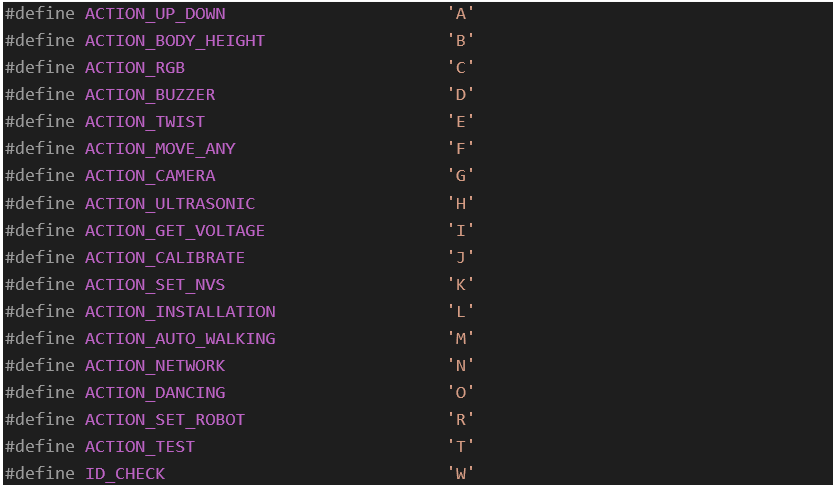 #define ACTION_UP_DOWN 'A'
#define ACTION_BODY_HEIGHT 'B'
#define ACTION_RGB 'C'
#define ACTION_BUZZER 'D'
#define ACTION_TWIST 'E'
#define ACTION_MOVE_ANY 'F'
#define ACTION_CAMERA 'G'
#define ACTION_ULTRASONIC 'H'
#define ACTION_GET_VOLTAGE 'I'
#define ACTION_CALIBRATE 'J'
#define ACTION_SET_NVS 'K'
#define ACTION_INSTALLATION 'L'
#define ACTION_AUTO_WALKING 'M'
#define ACTION_NETWORK 'N'
#define ACTION_DANCING 'O'
#define ACTION_SET_ROBOT 'R'
#define ACTION_TEST 'T'
#define ID_CHECK 'W'